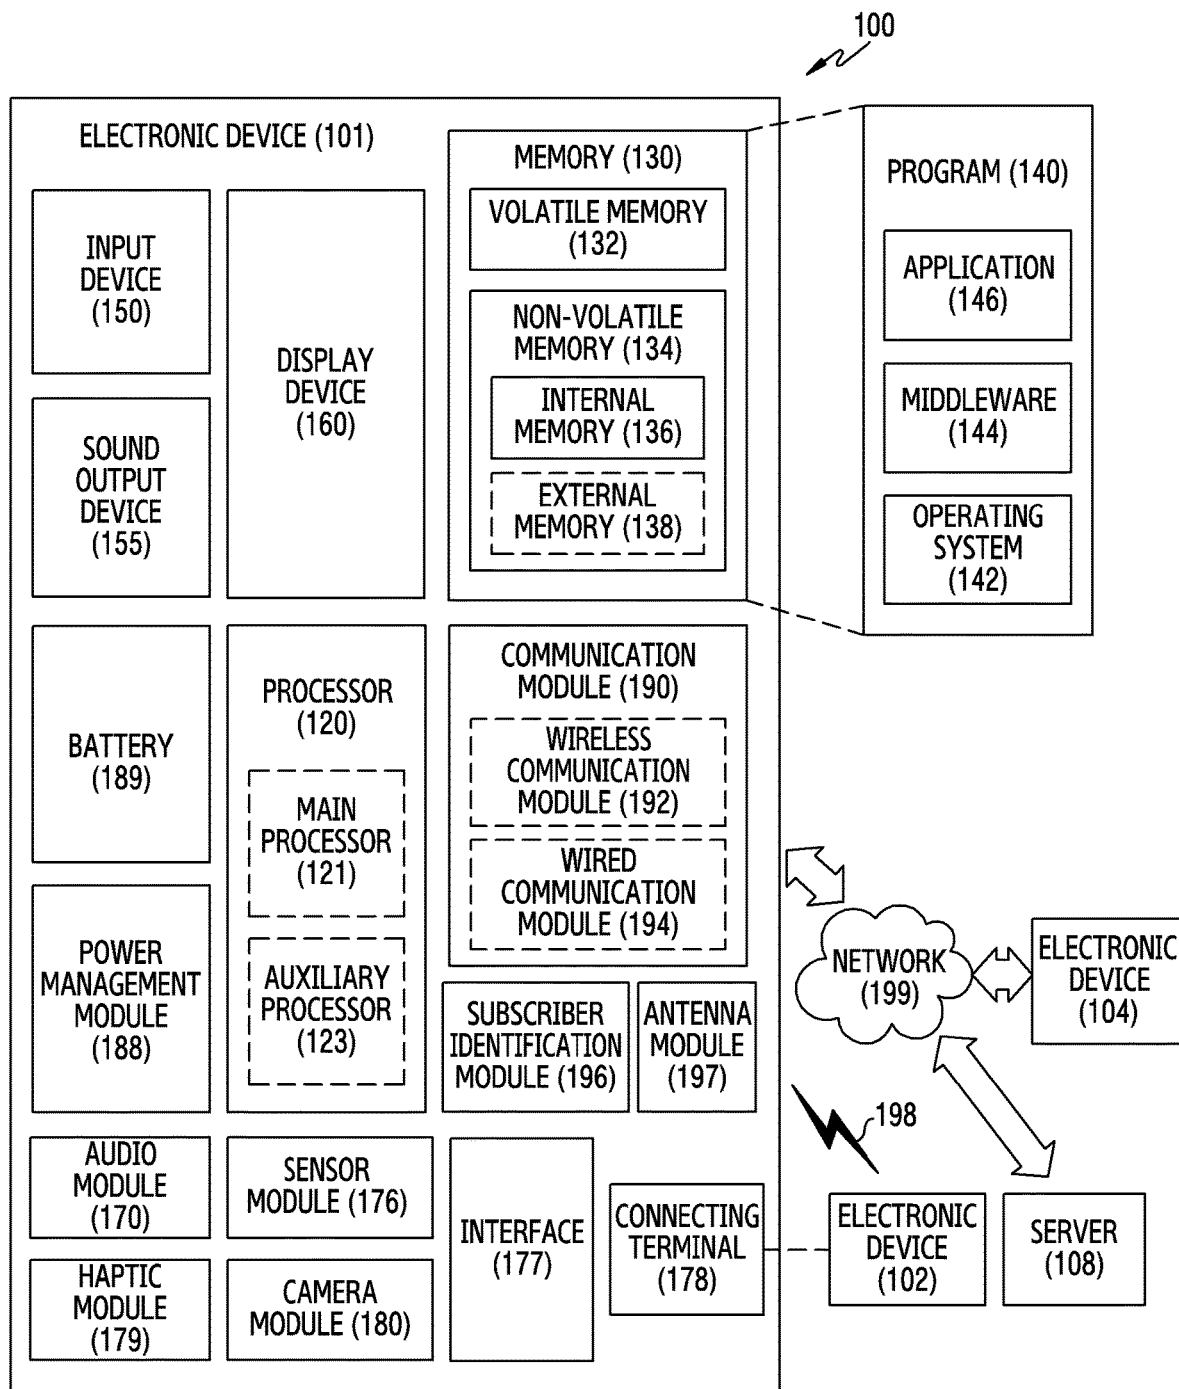 100
ELECTRONIC DEVICE (101)
INPUT
DEVICE
(150)
SOUND
OUTPUT
DEVICE
(155)
DISPLAY
DEVICE
(160)
MEMORY (130)
VOLATILE MEMORY
(132)
NON-VOLATILE
MEMORY (134)
INTERNAL
MEMORY (136)
EXTERNAL
MEMORY (138)
PROGRAM (140)
APPLICATION
(146)
MIDDLEWARE
(144)
OPERATING
SYSTEM
(142)
BATTERY
(189)
POWER
MANAGEMENT
MODULE
(188)
PROCESSOR
(120)
MAIN
PROCESSOR
(121)
AUXILIARY
PROCESSOR
(123)
COMMUNICATION
MODULE (190)
WIRELESS
COMMUNICATION
MODULE (192)
WIRED
COMMUNICATION
MODULE (194)
SUBSCRIBER
IDENTIFICATION
MODULE (196)
ANTENNA
MODULE
(197)
NETWORK
(199)
ELECTRONIC
DEVICE
(104)
198
AUDIO
MODULE
(170)
SENSOR
MODULE (176)
HAPTIC
MODULE
(179)
CAMERA
MODULE (180)
INTERFACE
(177)
CONNECTING
TERMINAL
(178)
ELECTRONIC
DEVICE
(102)
SERVER
(108)